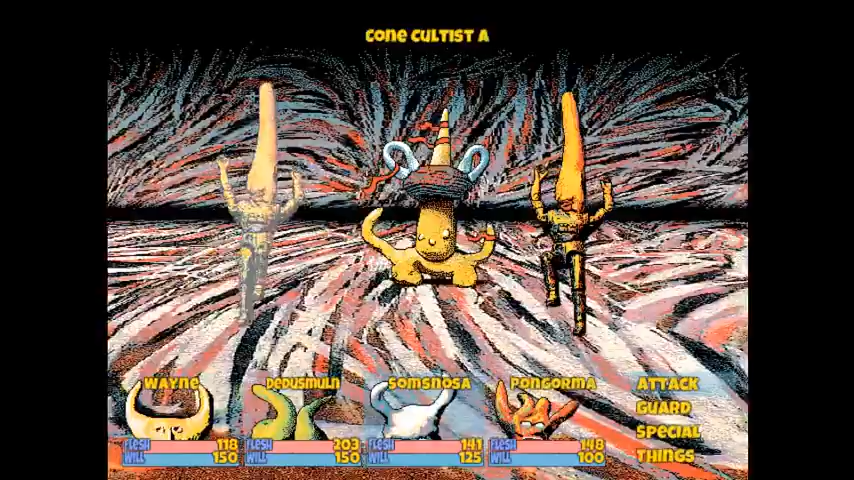 CONE CULTIST A
WAYNE
DEDUSMULN
SOMSNOSA
PONGORMA
ATTACK
GUARD
SPECIAL
THINGS
FLESH 118
WILL 150
FLESH 203
WILL 150
FLESH 141
WILL 125
FLESH 148
WILL 100